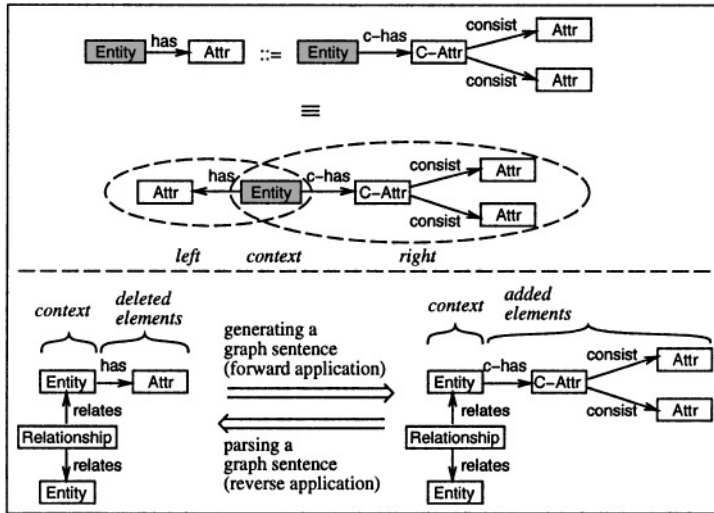 has c-has consist Attr
Entity Attr ::= Entity C-Attr
consist Attr
≡
has c-has consist Attr
Attr Entity C-Attr
consist Attr
left context right
context deleted elements
Entity has Attr
relates
Relationship
relates
Entity
generating a
graph sentence
(forward application)
parsing a
graph sentence
(reverse application)
context added elements
Entity c-has C-Attr consist Attr
consist Attr
relates
Relationship
relates
Entity